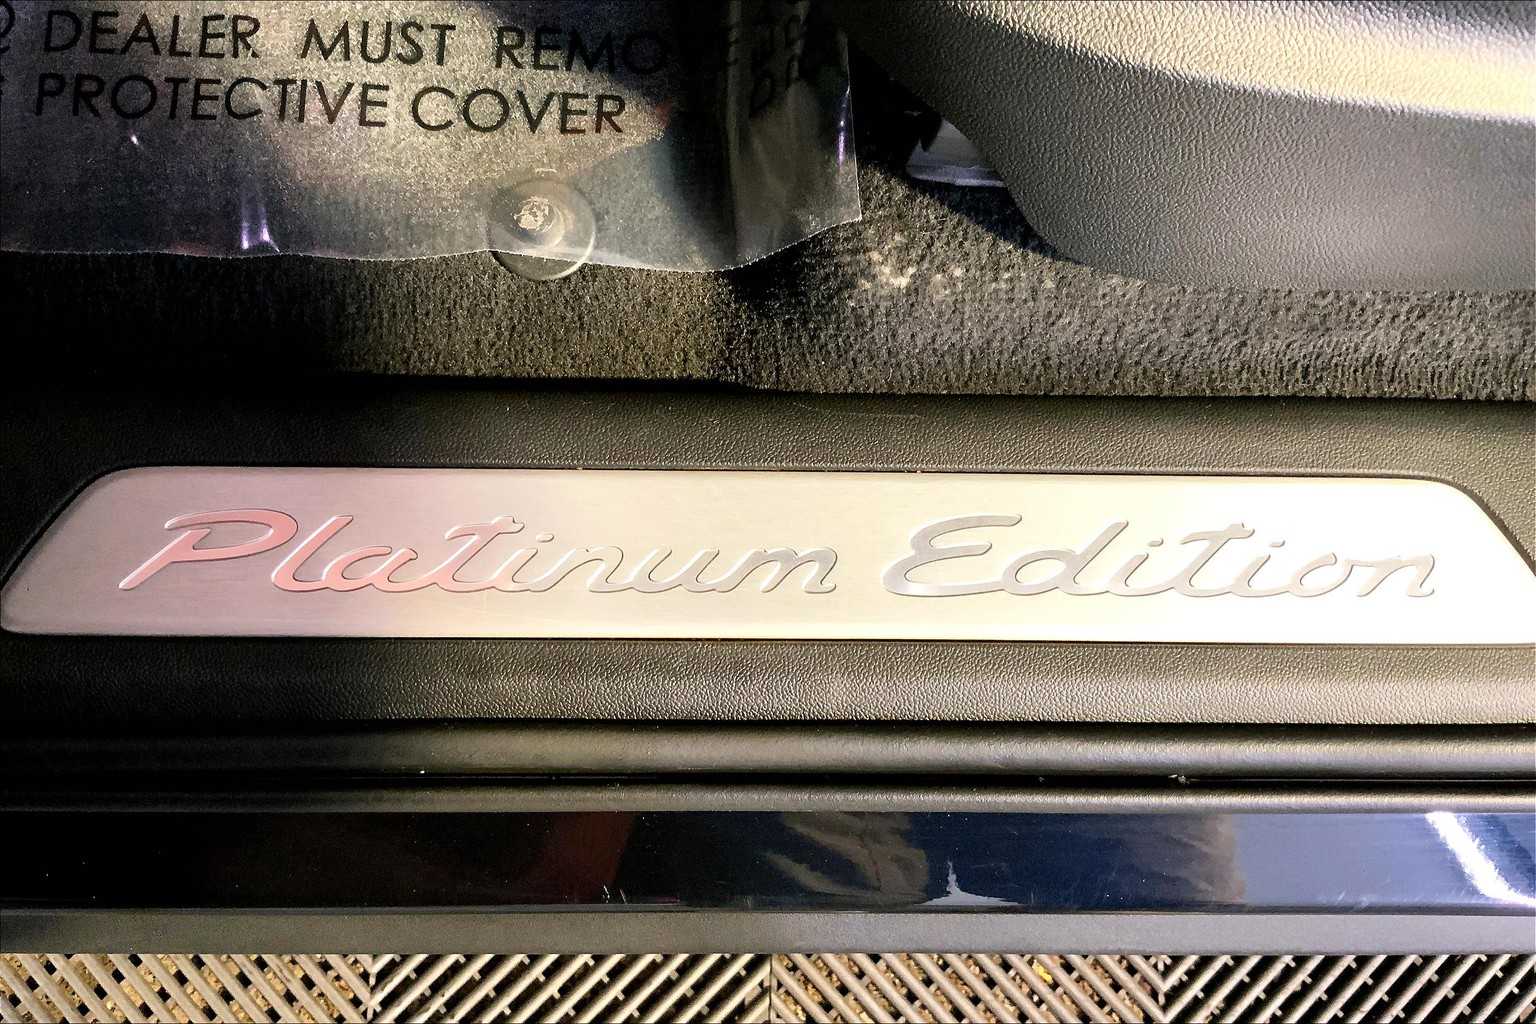 DEALER MUST REMO
PROTECTIVE COVER
Platinum Edition